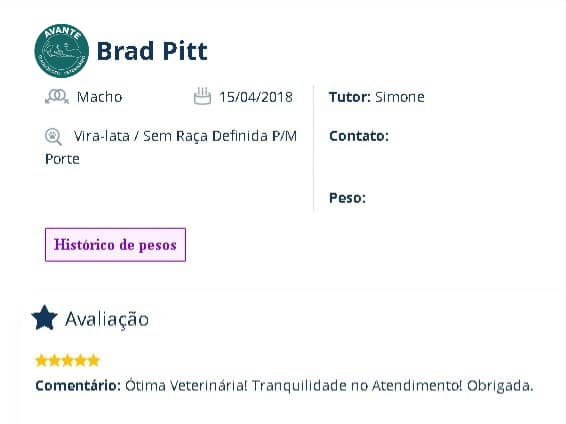 AVANTE
Brad Pitt
Macho
15/04/2018
Tutor: Simone
Vira-lata / Sem Raça Definida P/M
Porte
Contato:
Peso:
Histórico de pesos
Avaliação
Comentário: Ótima Veterinária! Tranquilidade no Atendimento! Obrigada.